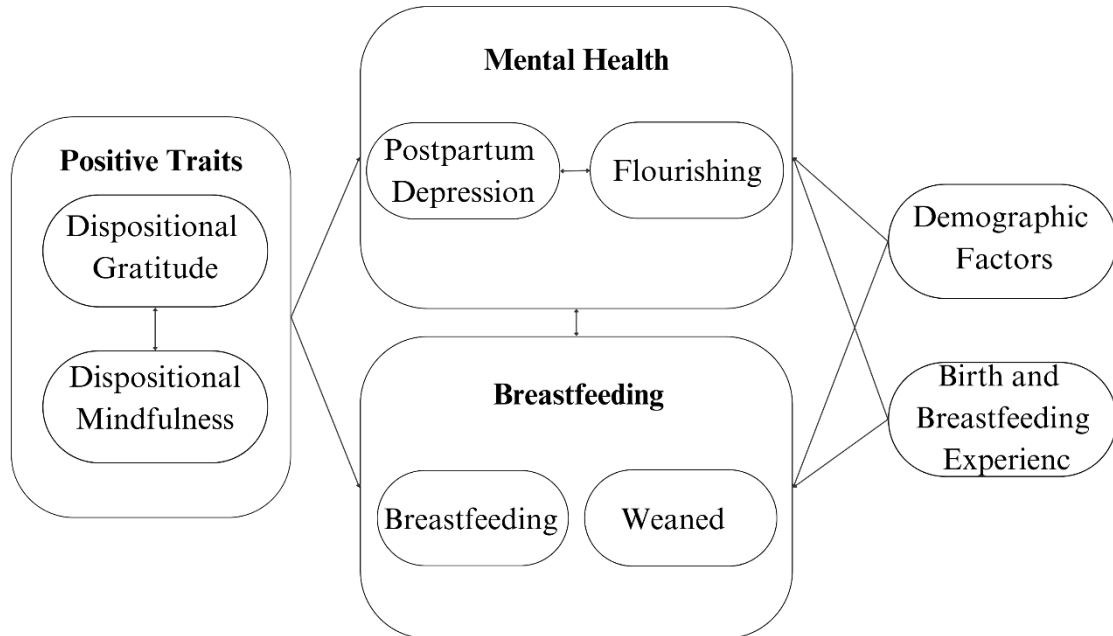 Mental Health
Postpartum
Depression
Flourishing
Positive Traits
Dispositional
Gratitude
Dispositional
Mindfulness
Breastfeeding
Breastfeeding
Weaned
Demographic
Factors
Birth and
Breastfeeding
Experienc